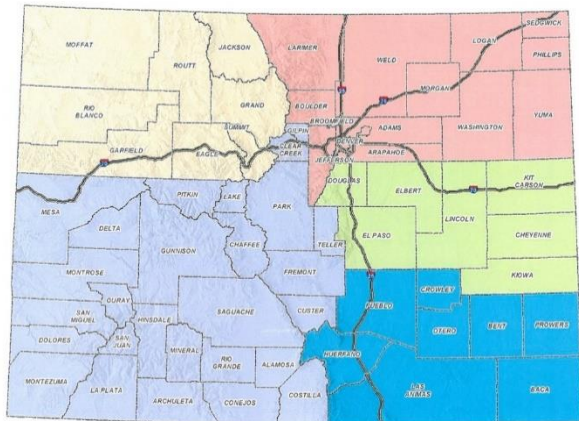 SEDGWICK
LOGAN
MOFFAT
JACKSON
LARIMER
WELD
PHILLIPS
ROUTT
MORGAN
GRAND
BOULDER
RIO
BLANCO
YUMA
BROOMFIELD
ADAMS
WASHINGTON
GILPIN
SUMMIT
DENVER
CLEAR
CREEK
GARFIELD
EAGLE
JEFFERSON
ARAPAHOE
DOUGLAS
ELBERT
KIT
CARSON
PITKIN
LAKE
PARK
LINCOLN
MESA
DELTA
GUNNISON
CHAFFEE
TELLER
EL PASO
CHEYENNE
MONTROSE
FREMONT
KIOWA
OURAY
CROWLEY
SAN
MIGUEL
HINSDALE
SAGUACHE
CUSTER
PUEBLO
OTERO
BENT
PROWERS
DOLORES
SAN
JUAN
MINERAL
RIO
GRANDE
ALAMOSA
HUERFANO
MONTEZUMA
LA PLATA
ARCHULETA
CONEJOS
COSTILLA
LAS
ANIMAS
BACA